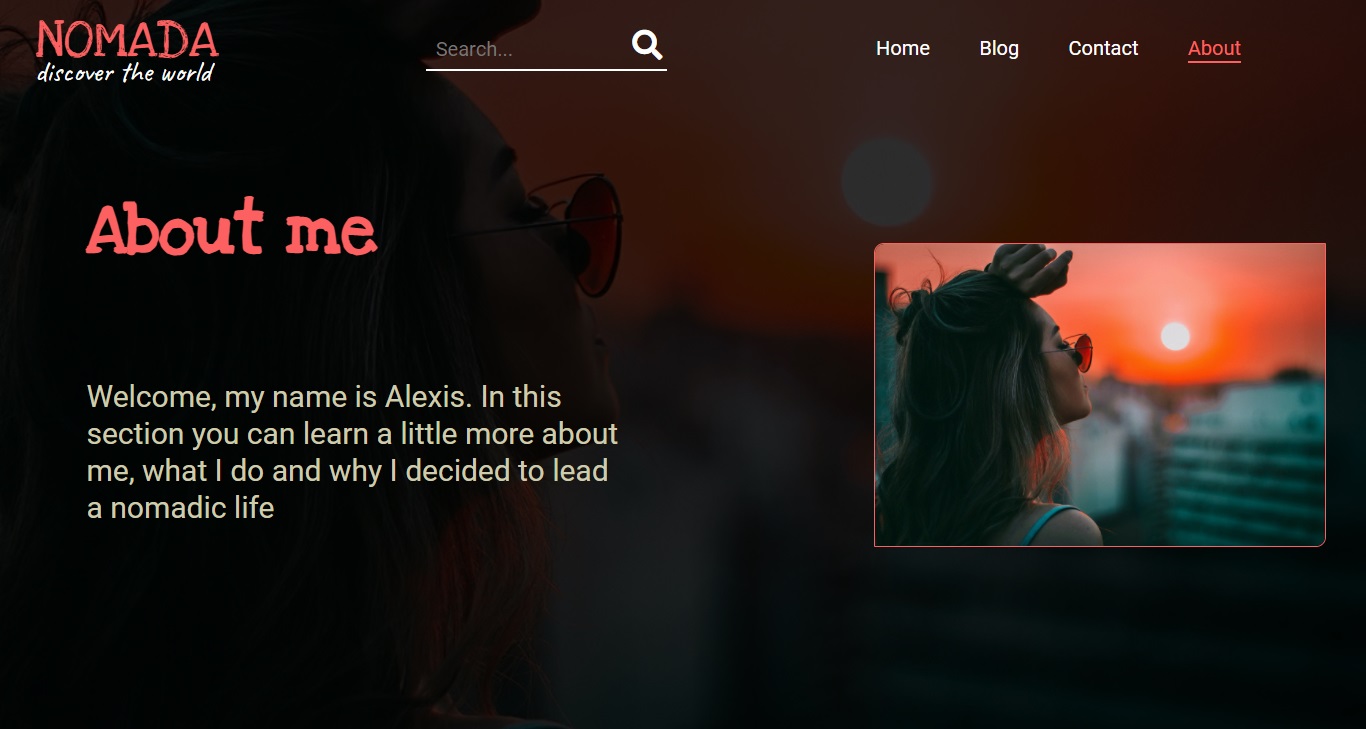 NOMADA
discover the world
Search...
Home Blog Contact About
About me
Welcome, my name is Alexis. In this
section you can learn a little more about
me, what I do and why I decided to lead
a nomadic life